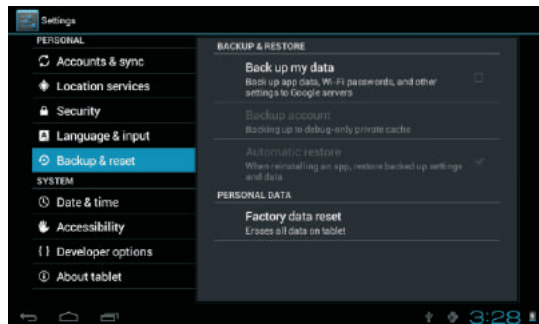 Settings
PERSONAL
Accounts & sync
Location services
Security
Language & input
Backup & reset
SYSTEM
Date & time
Accessibility
Developer options
About tablet
BACKUP & RESTORE
Back up my data
Back up app data, Wi-Fi passwords, and other
settings to Google servers
Backup account
Backing up to debug-only private cache
Automatic restore
When reinstalling an app, restore backed up settings
and data
PERSONAL DATA
Factory data reset
Erases all data on tablet
3:28